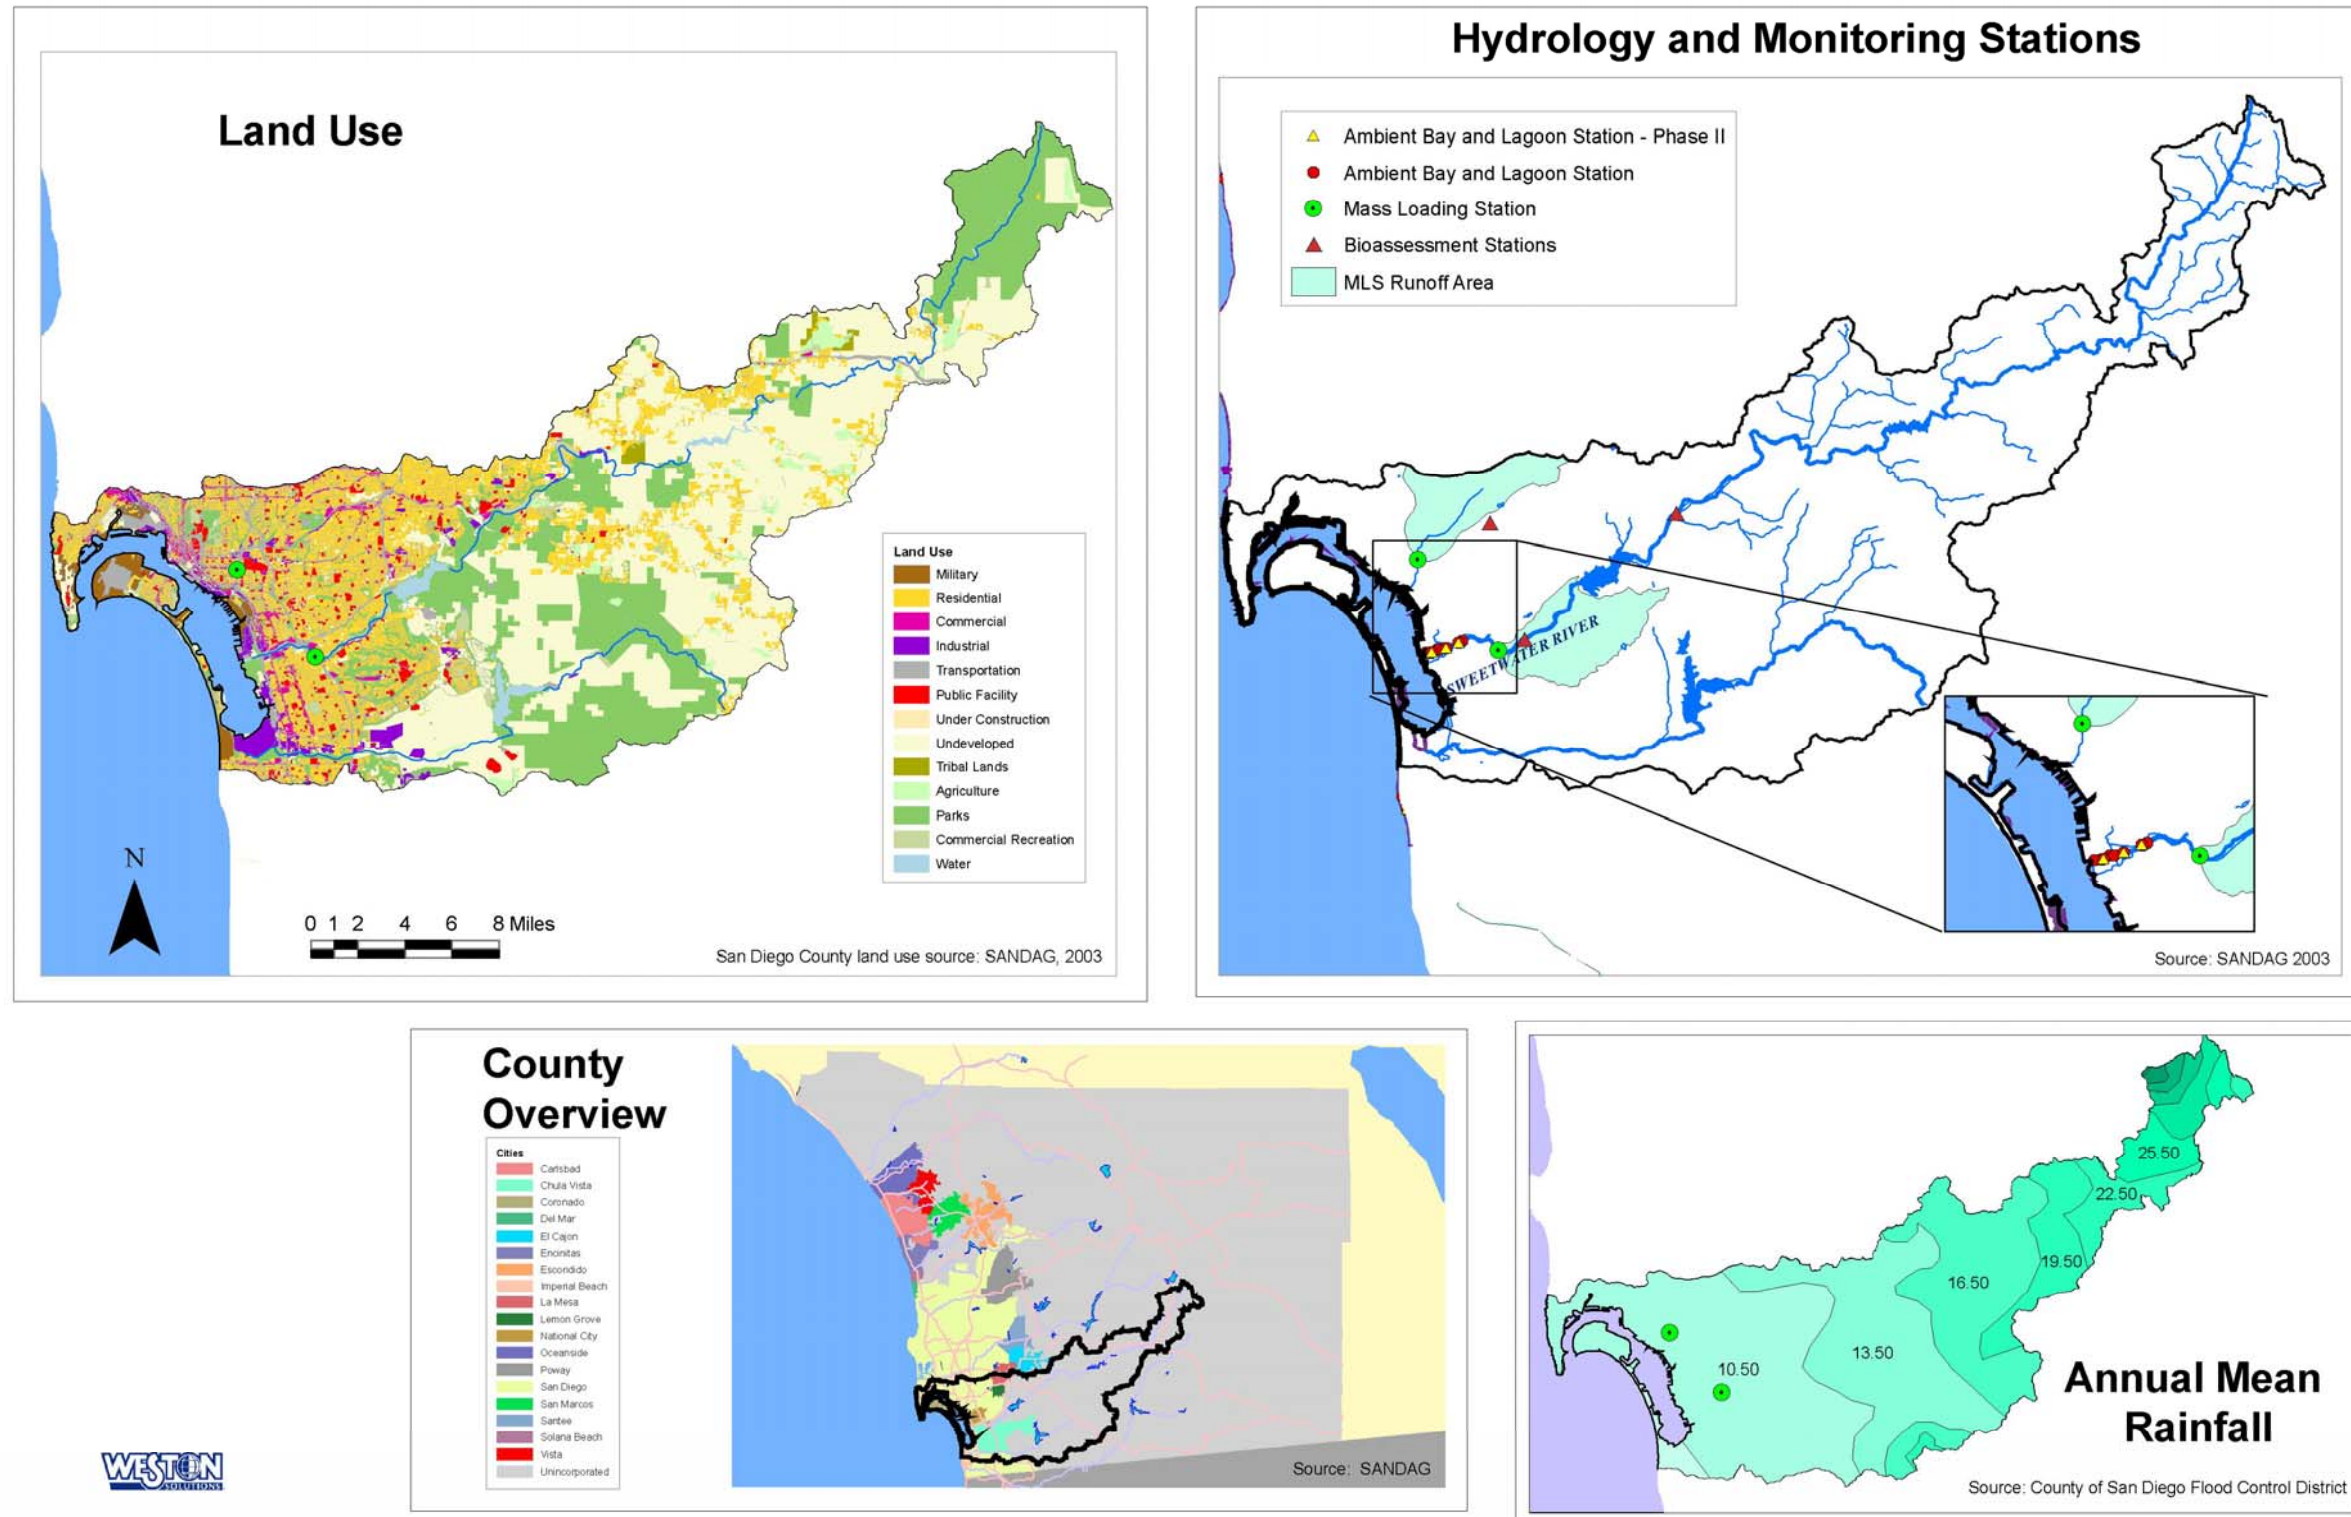 Land Use
Land Use
Military
Residential
Commercial
Industrial
Transportation
Public Facility
Under Construction
Undeveloped
Tribal Lands
Agriculture
Parks
Commercial Recreation
Water
N
0 1 2 4 6 8 Miles
San Diego County land use source: SANDAG, 2003
Hydrology and Monitoring Stations
Ambient Bay and Lagoon Station - Phase II
Ambient Bay and Lagoon Station
Mass Loading Station
Bioassessment Stations
MLS Runoff Area
SWEETWATER RIVER
Source: SANDAG 2003
County
Overview
Cities
Carlsbad
Chula Vista
Coronado
Del Mar
El Cajon
Encinitas
Escondido
Imperial Beach
La Mesa
Lemon Grove
National City
Oceanside
Poway
San Diego
San Marcos
Santee
Solana Beach
Vista
Unincorporated
Source: SANDAG
25.50
22.50
19.50
16.50
13.50
10.50
Annual Mean
Rainfall
Source: County of San Diego Flood Control District
WESTON
SOLUTIONS